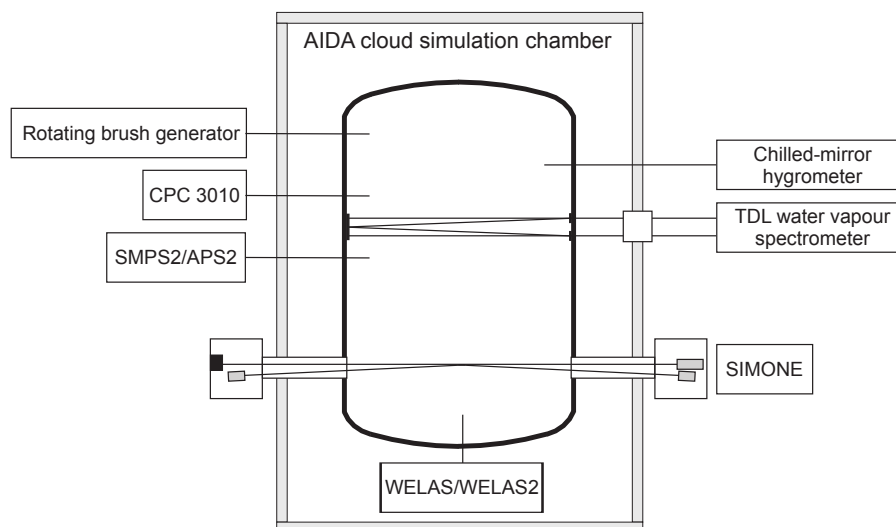 AIDA cloud simulation chamber
Rotating brush generator
Chilled-mirror
hygrometer
CPC 3010
TDL water vapour
spectrometer
SMPS2/APS2
SIMONE
WELAS/WELAS2